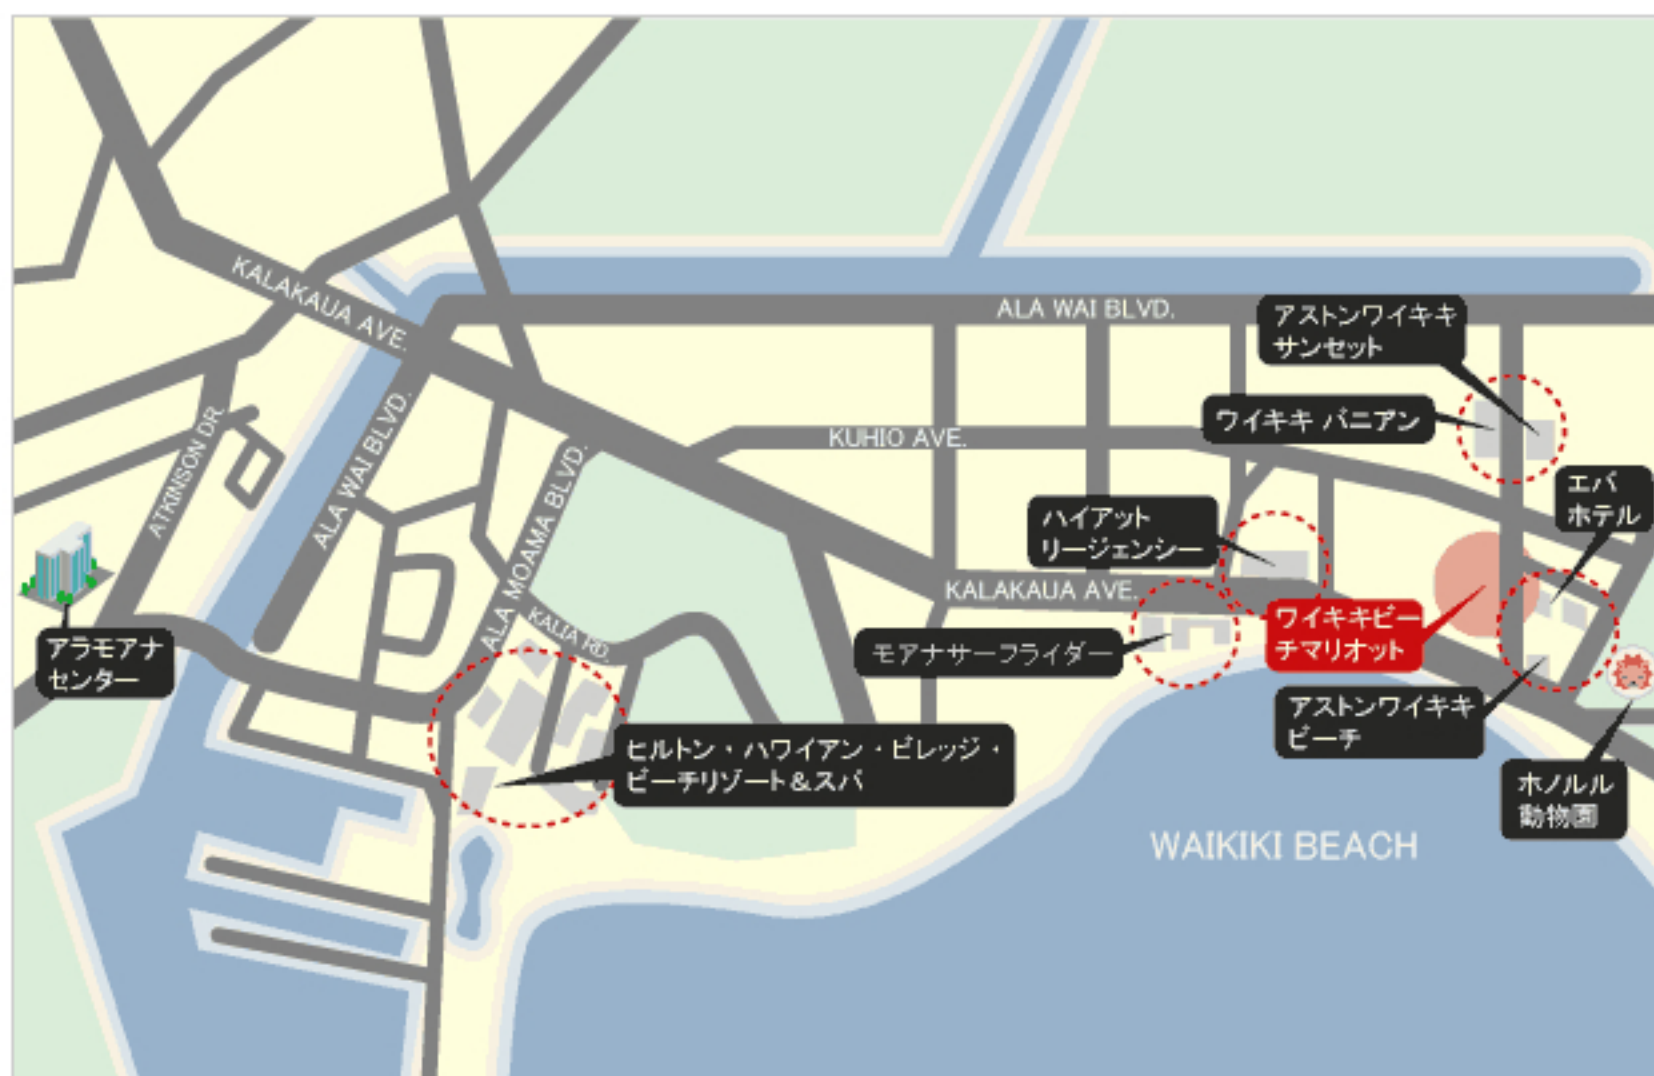 KALAKAUA AVE.
ALA WAI BLVD.
アストンワイキキ
サンセット
ワイキキ バニアン
KUHIO AVE.
ATKINSON DR.
ALA WAI BLVD.
ALA MOAMA BLVD.
エバ
ホテル
ハイアット
リージェンシー
KALAKAUA AVE.
KALIA RD.
ワイキキビー
チマリオット
モアナサーフライダー
アラモアナ
センター
アストンワイキキ
ビーチ
ヒルトン・ハワイアン・ビレッジ・
ビーチリゾート&スパ
ホノルル
動物園
WAIKIKI BEACH